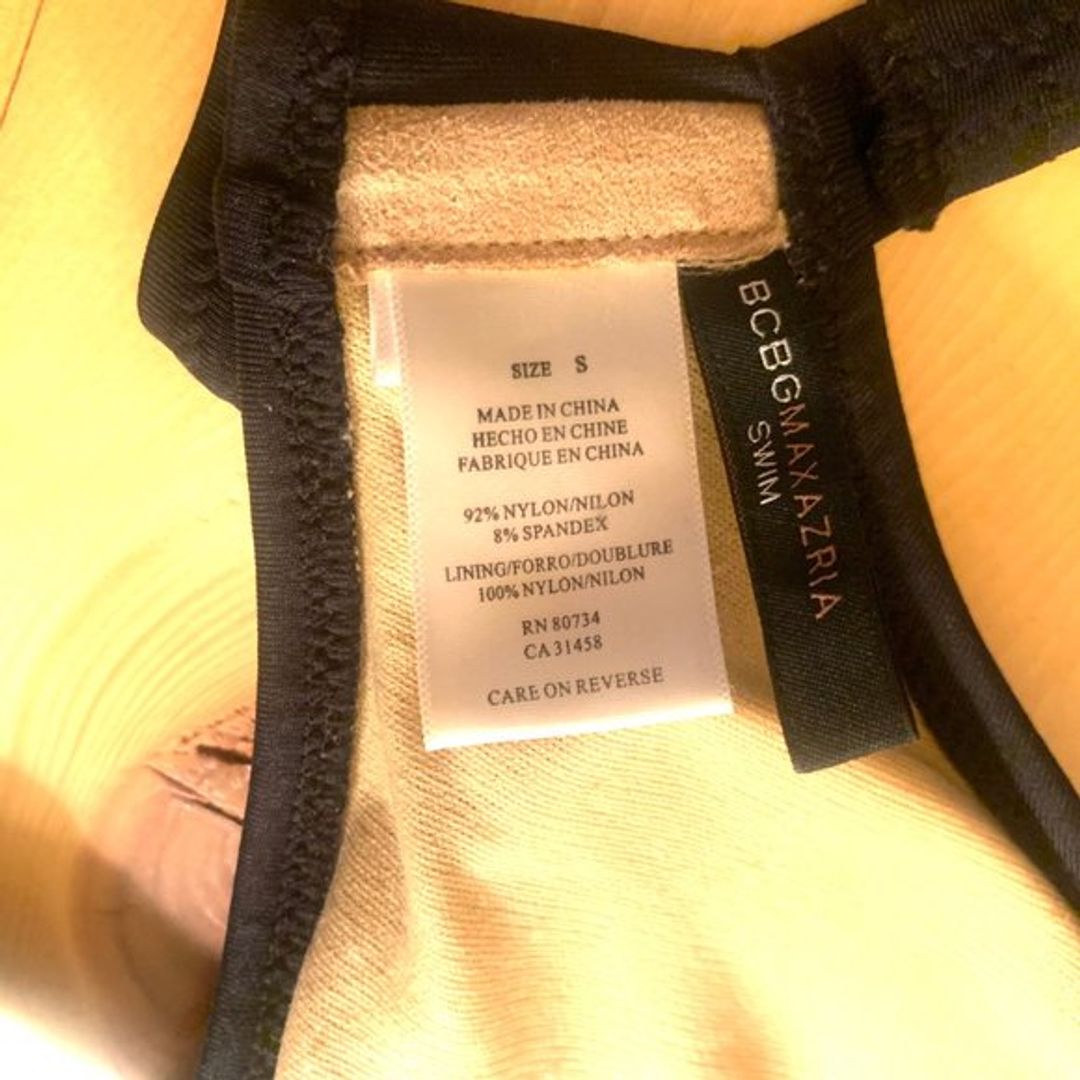 SIZE S
MADE IN CHINA
HECHO EN CHINE
FABRIQUE EN CHINA
92% NYLON/NILON
8% SPANDEX
LINING/FORRO/DOUBLURE
100% NYLON/NILON
RN 80734
CA 31458
CARE ON REVERSE
BCBGMAXAZRIA
SWIM